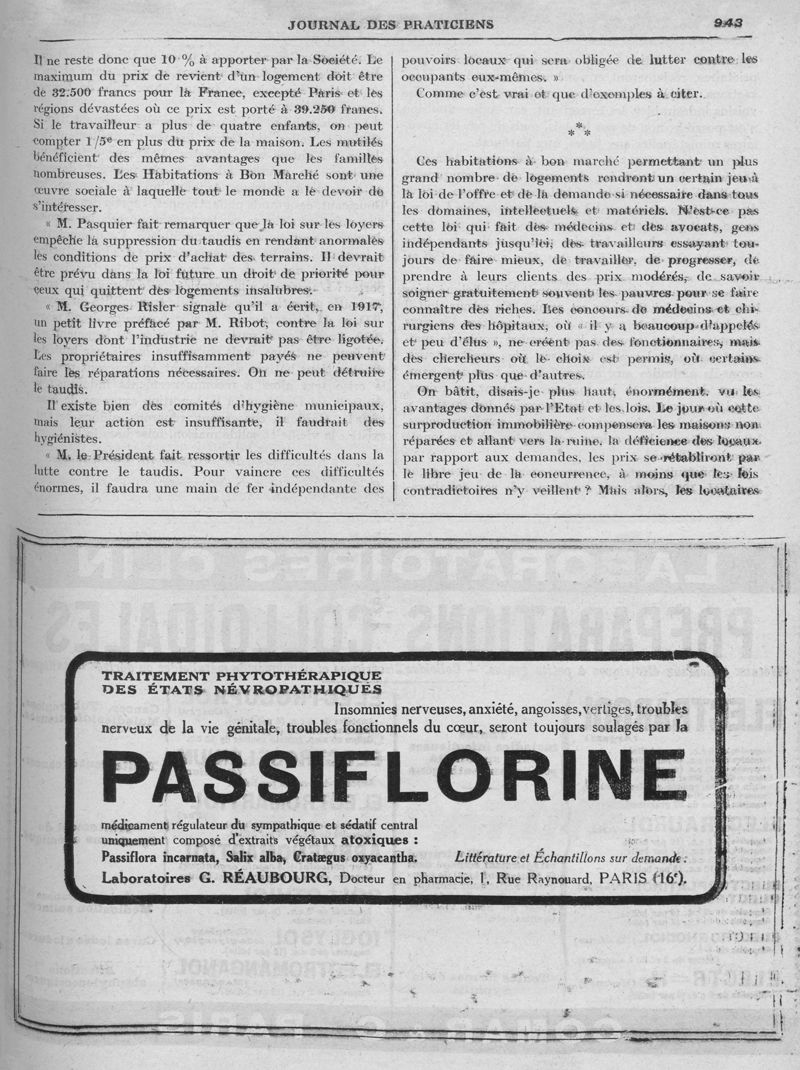 JOURNAL DES PRATICIENS
943
Il ne reste donc que 10 % à apporter par la Société. Le
maximum du prix de revient d'un logement doit être
de 32.500 francs pour la France, excepté Paris et les
régions dévastées où ce prix est porté à 39.250 francs.
Si le travailleur a plus de quatre enfants, on peut
compter 1/5e en plus du prix de la maison. Les mutilés
bénéficient des mêmes avantages que les familles
nombreuses. Les Habitations à Bon Marché sont une
œuvre sociale à laquelle tout le monde a le devoir de
s'intéresser.
« M. Pasquier fait remarquer que la loi sur les loyers
empêche la suppression du taudis en rendant anormales
les conditions de prix d'achat des terrains. Il devrait
être prévu dans la loi future un droit de priorité pour
ceux qui quittent des logements insalubres.
« M. Georges Risler signale qu'il a écrit, en 1917,
un petit livre préfacé par M. Ribot, contre la loi sur
les loyers dont l'industrie ne devrait pas être ligotée.
Les propriétaires insuffisamment payés ne peuvent
faire les réparations nécessaires. On ne peut détruire
le taudis.
Il existe bien des comités d'hygiène municipaux,
mais leur action est insuffisante, il faudrait des
hygiénistes.
« M. le Président fait ressortir les difficultés dans la
lutte contre le taudis. Pour vaincre ces difficultés
énormes, il faudra une main de fer indépendante des
pouvoirs locaux qui sera obligée de lutter contre les
occupants eux-mêmes. »
Comme c'est vrai et que d'exemples à citer.
*
* *
Ces habitations à bon marché permettant un plus
grand nombre de logements rendront un certain jeu à
la loi de l'offre et de la demande si nécessaire dans tous
les domaines, intellectuels et matériels. N'est-ce pas
cette loi qui fait des médecins et des avocats, gens
indépendants jusqu'ici, des travailleurs essayant tou-
jours de faire mieux, de travailler, de progresser, de
prendre à leurs clients des prix modérés, de savoir
soigner gratuitement souvent les pauvres pour se faire
connaître des riches. Les concours de médecins et chi-
rurgiens des hôpitaux, où « il y a beaucoup d'appelés
et peu d'élus », ne créent pas des fonctionnaires, mais
des chercheurs où le choix est permis, où certains
émergent plus que d'autres.
On bâtit, disais-je plus haut, énormément, vu les
avantages donnés par l'Etat et les lois. Le jour où cette
surproduction immobilière compensera les maisons non
réparées et allant vers la ruine, la déficience des locaux
par rapport aux demandes, les prix se rétabliront par
le libre jeu de la concurrence, à moins que les lois
contradictoires n'y veillent ? Mais alors, les locataires
TRAITEMENT PHYTOTHÉRAPIQUE
DES ÉTATS NÉVROPATHIQUES
Insomnies nerveuses, anxiété, angoisses, vertiges, troubles
nerveux de la vie génitale, troubles fonctionnels du cœur, seront toujours soulagés par la
PASSIFLORINE
médicament régulateur du sympathique et sédatif central
uniquement composé d'extraits végétaux atoxiques :
Passiflora incarnata, Salix alba, Cratægus oxyacantha. Littérature et Échantillons sur demande :
Laboratoires G. RÉAUBOURG, Docteur en pharmacie, 1, Rue Raynouard, PARIS (16e).